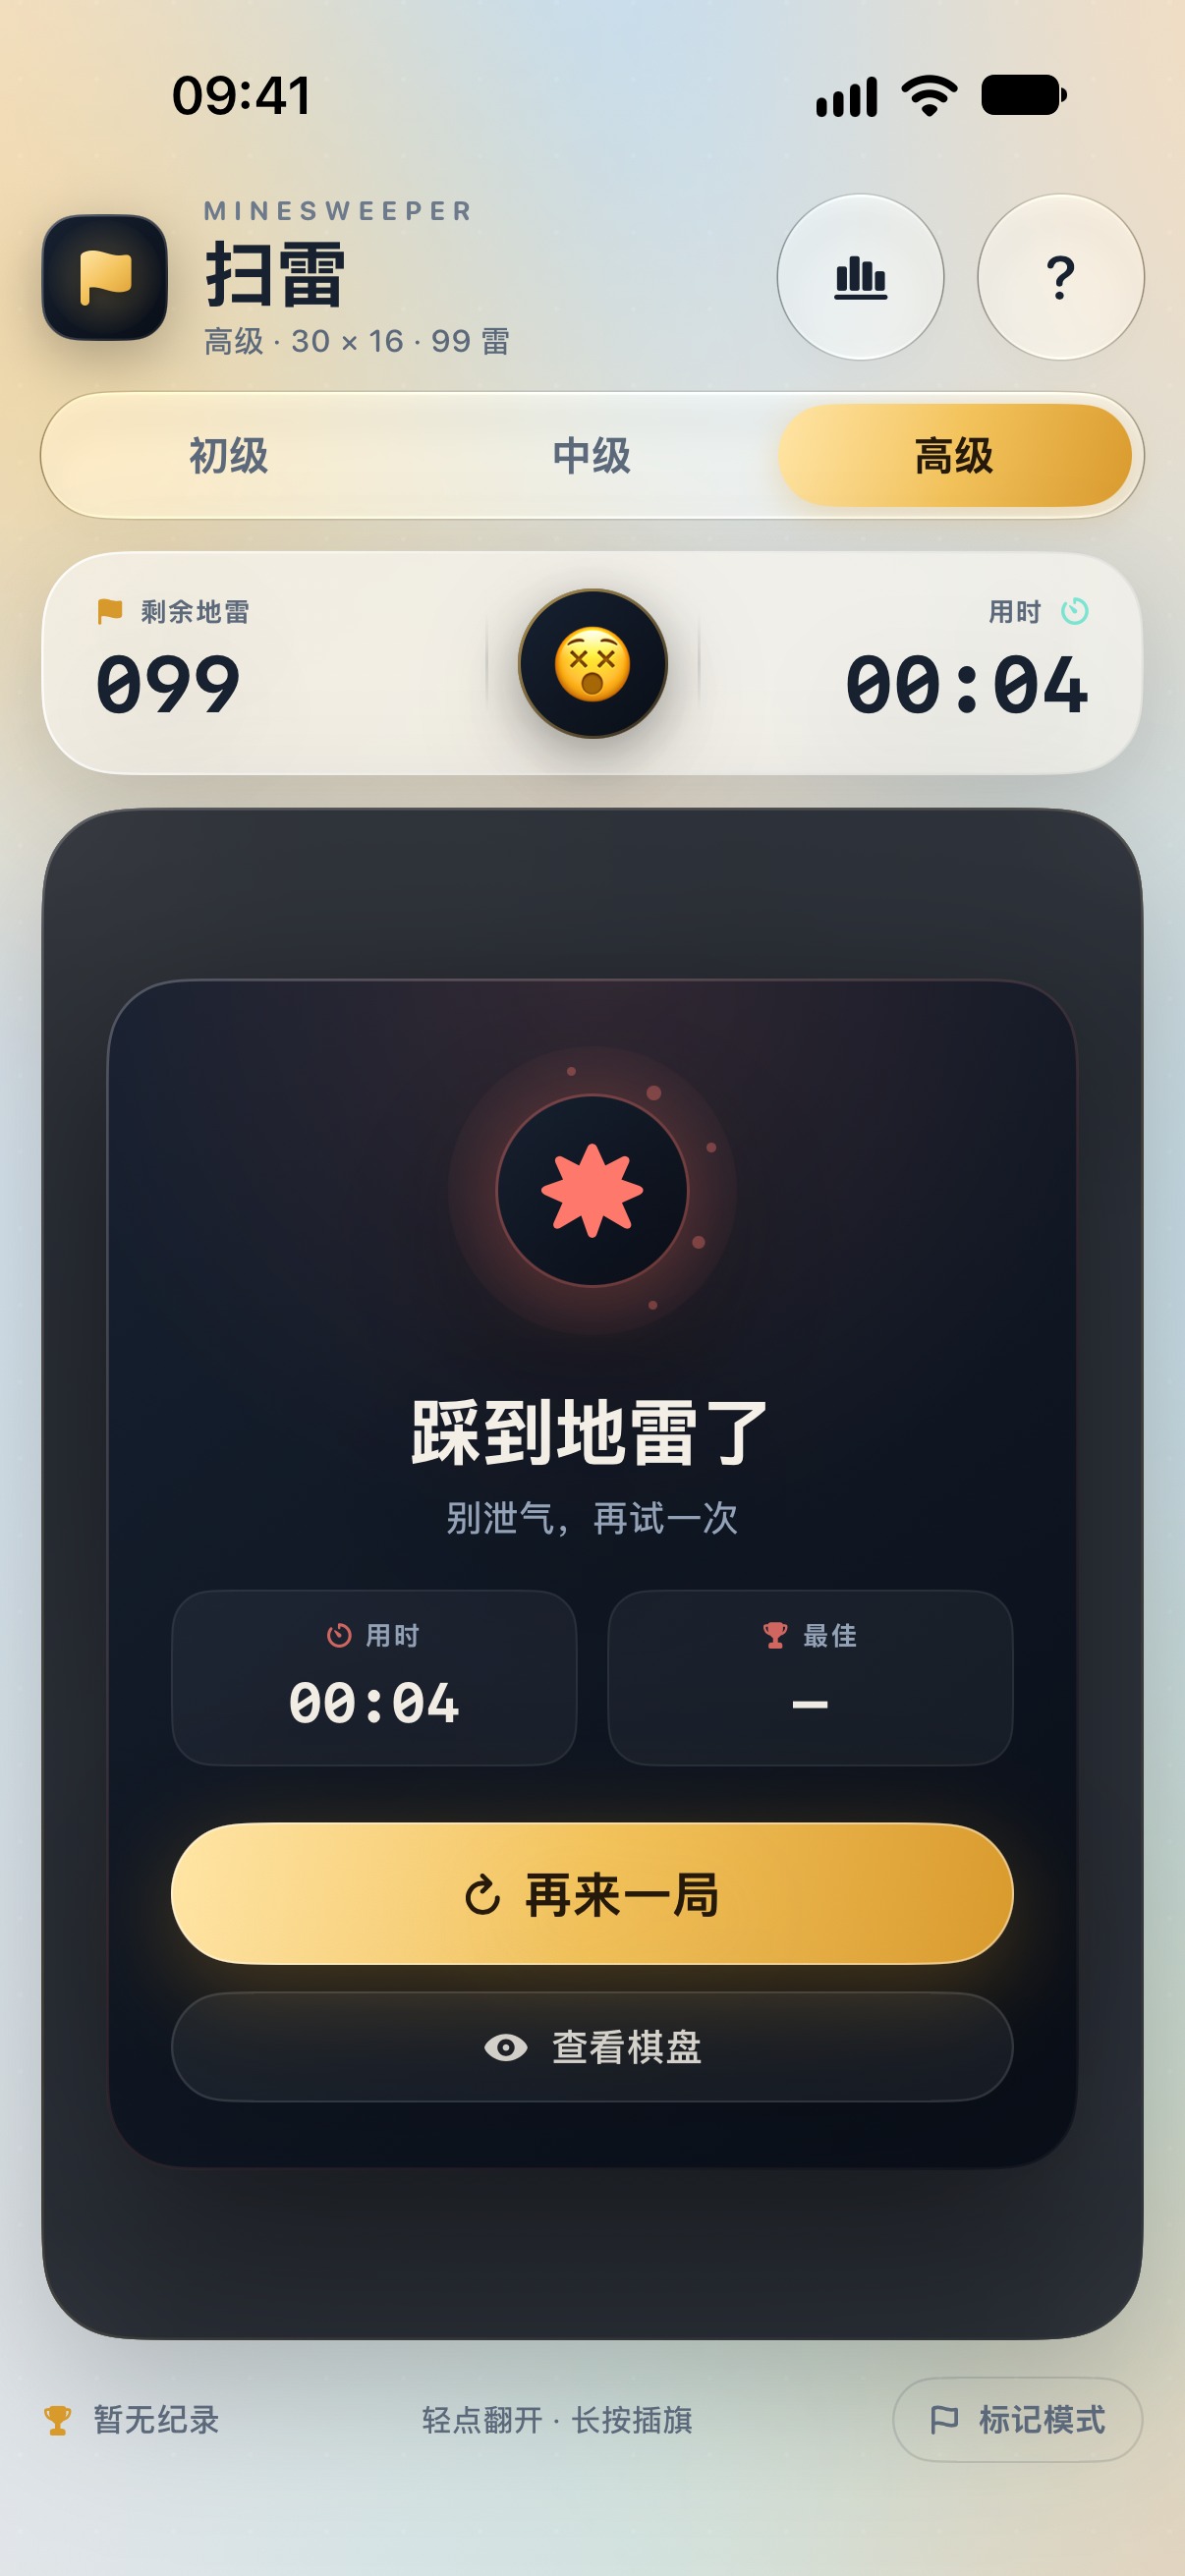 09:41
MINESWEEPER
扫雷
高级 · 30 × 16 · 99 雷
?
初级
中级
高级
剩余地雷
099
用时
00:04
踩到地雷了
别泄气，再试一次
用时
00:04
最佳
—
再来一局
查看棋盘
暂无纪录
轻点翻开 · 长按插旗
标记模式